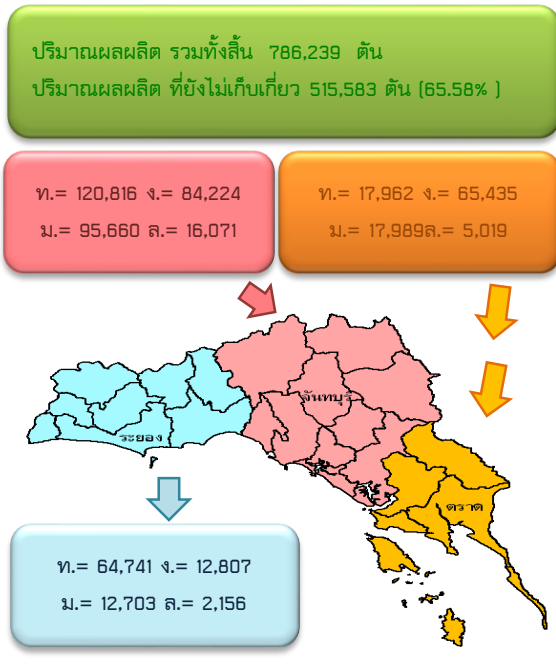 ปริมาณผลผลิต รวมทั้งสิ้น 786,239 ตัน
ปริมาณผลผลิต ที่ยังไม่เก็บเกี่ยว 515,583 ตัน (65.58% )
ท.= 120,816 ง.= 84,224
ม.= 95,660 ล.= 16,071
ท.= 17,962 ง.= 65,435
ม.= 17,989ล.= 5,019
จันทบุรี
ระยอง
ตราด
ท.= 64,741 ง.= 12,807
ม.= 12,703 ล.= 2,156